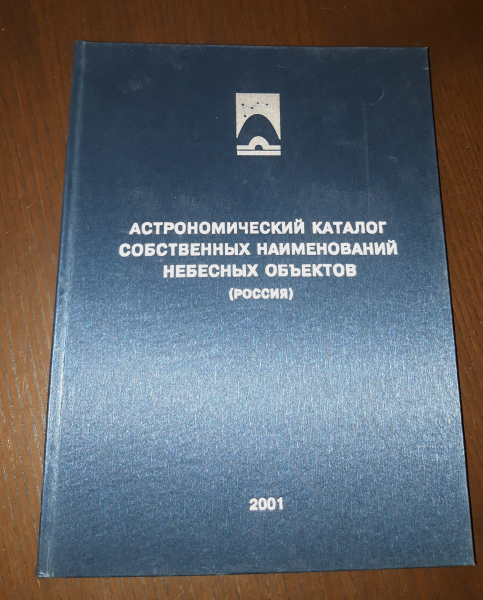 АСТРОНОМИЧЕСКИЙ КАТАЛОГ
СОБСТВЕННЫХ НАИМЕНОВАНИЙ
НЕБЕСНЫХ ОБЪЕКТОВ
(РОССИЯ)
2001